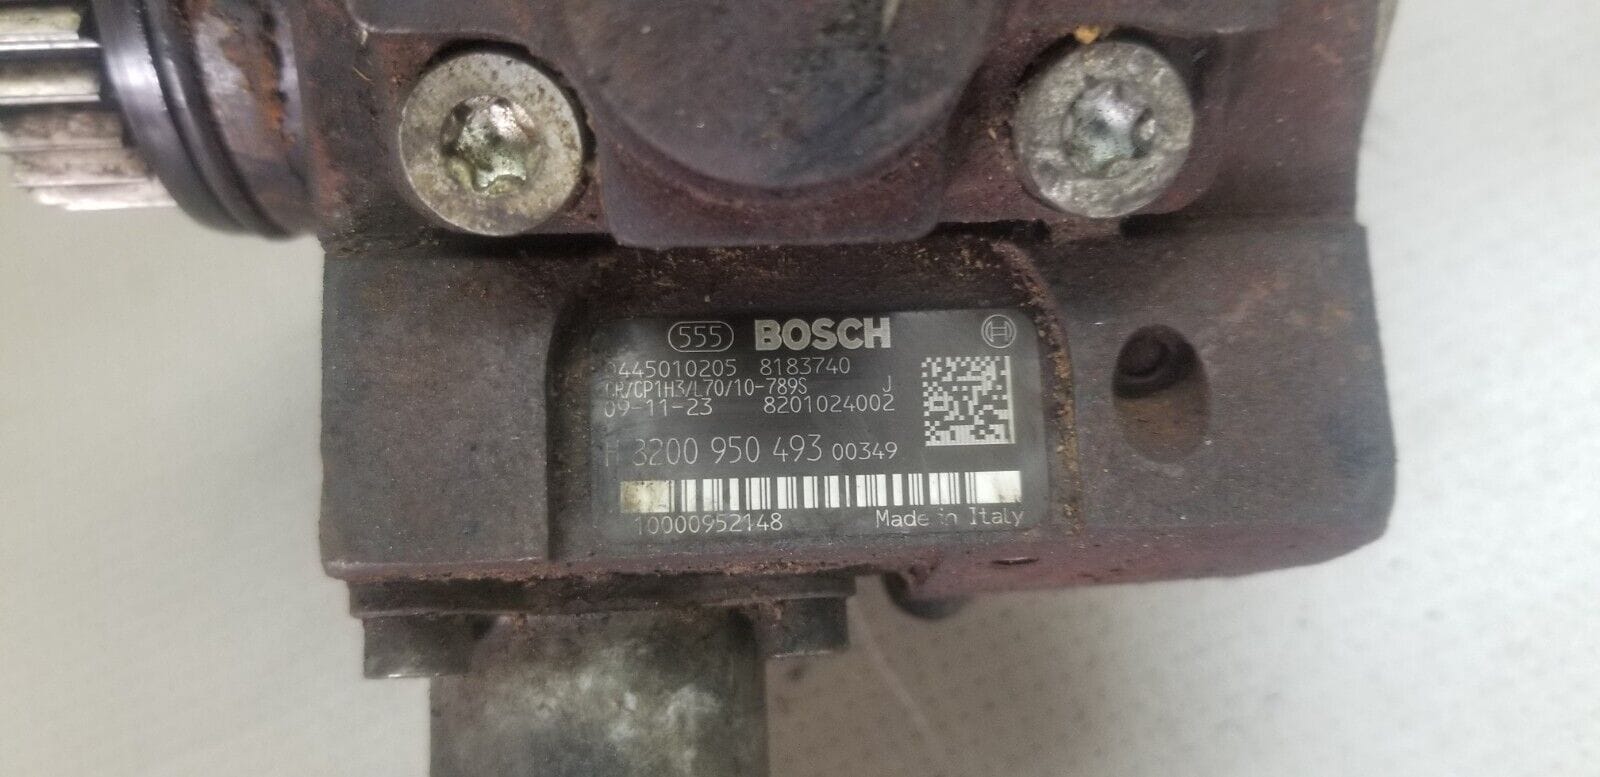 555 BOSCH
0445010205 8183740
CR/CP1H3/L70/10-789S J
09-11-23 8201024002
H 8200 950 493 00349
10000952148 Made in Italy